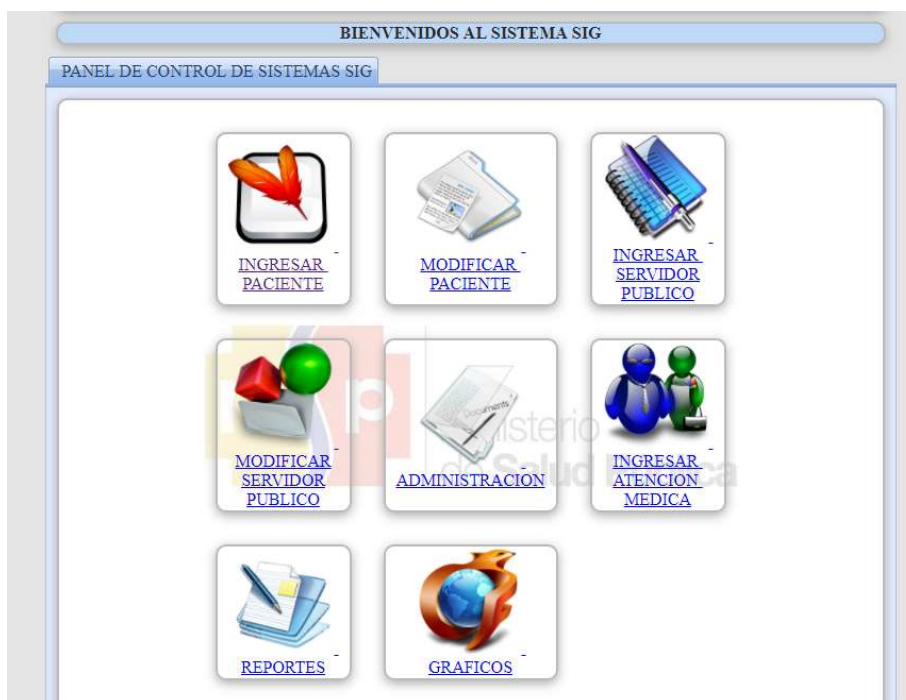 BIENVENIDOS AL SISTEMA SIG
PANEL DE CONTROL DE SISTEMAS SIG
INGRESAR
PACIENTE
MODIFICAR
PACIENTE
INGRESAR
SERVIDOR
PUBLICO
MODIFICAR
SERVIDOR
PUBLICO
Documents
ADMINISTRACION
INGRESAR
ATENCION
MEDICA
REPORTES
GRAFICOS